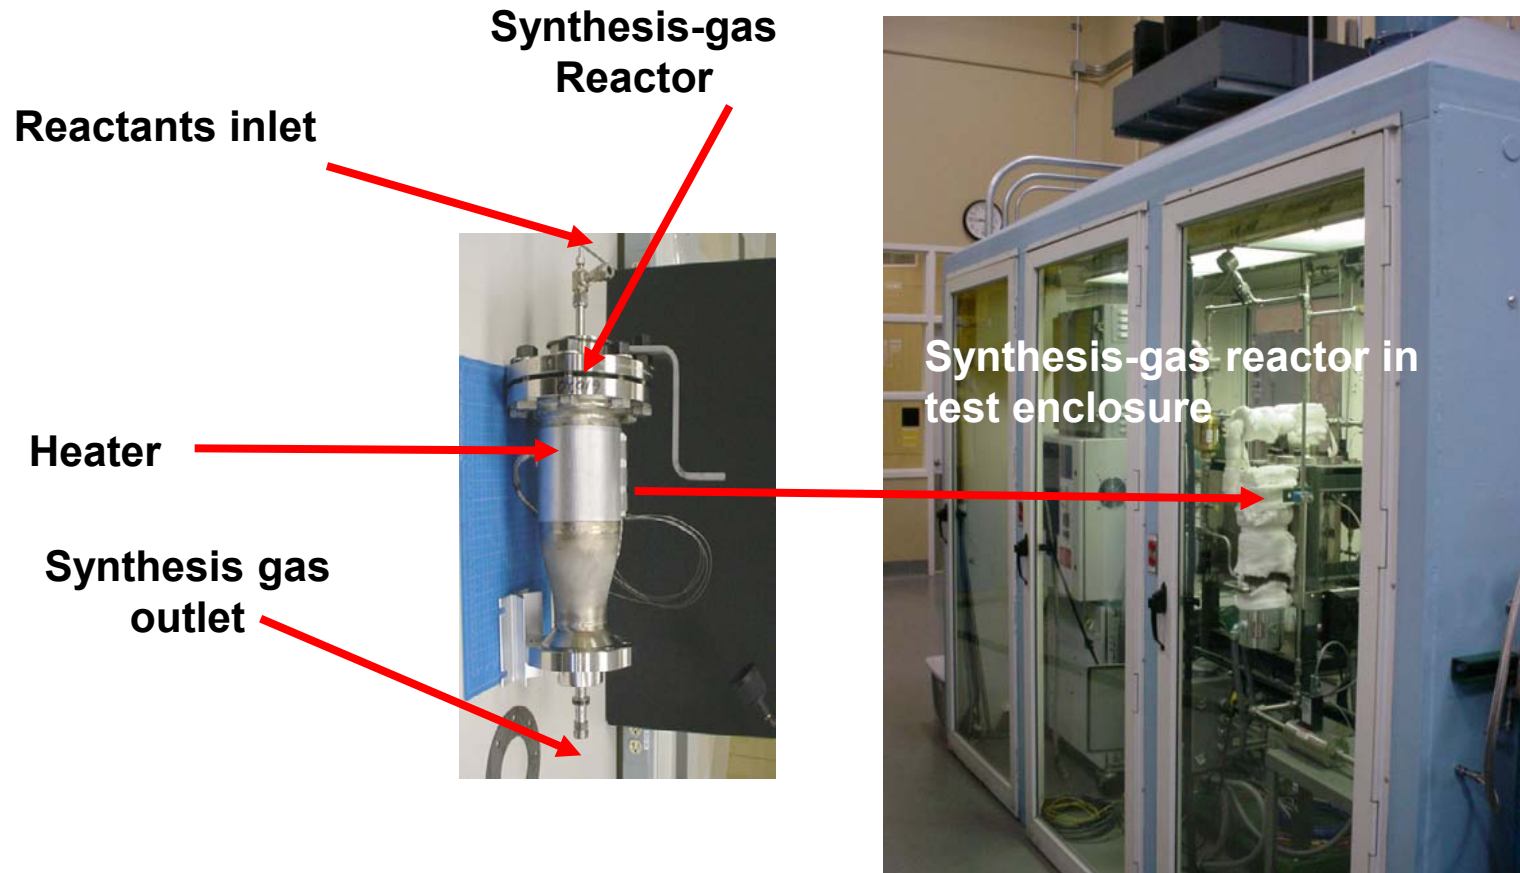 Synthesis-gas
Reactor
Reactants inlet
Heater
Synthesis gas
outlet
Synthesis-gas reactor in
test enclosure